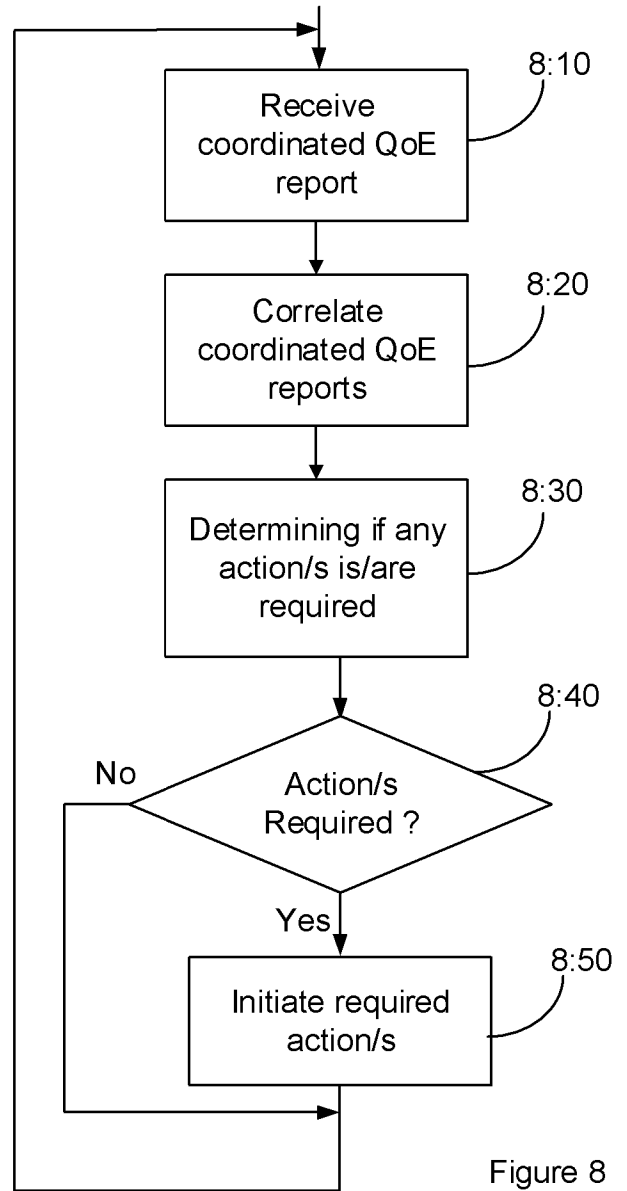 8:10
Receive
coordinated QoE
report
8:20
Correlate
coordinated QoE
reports
8:30
Determining if any
action/s is/are
required
8:40
No
Action/s
Required ?
Yes
8:50
Initiate required
action/s
Figure 8